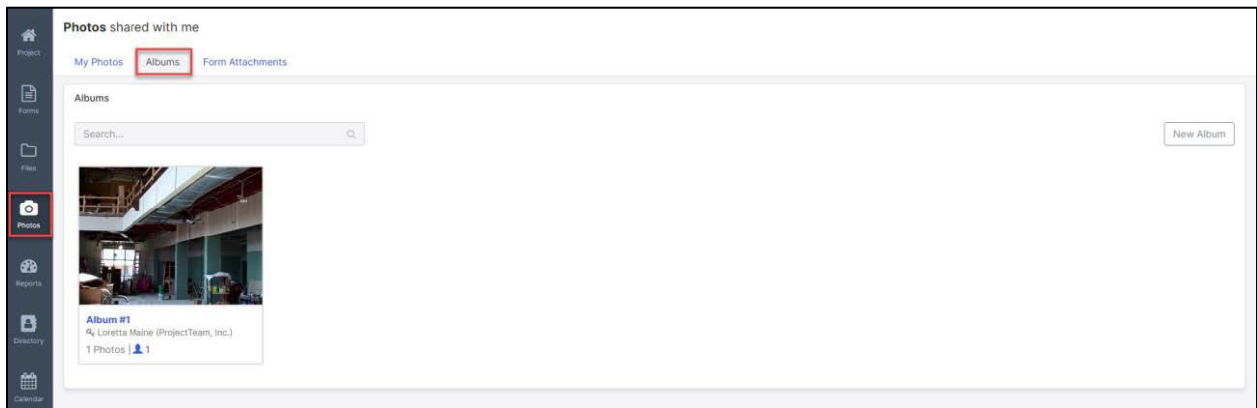 Project
Forms
Files
Photos
Reports
Directory
Calendar
Photos shared with me
My Photos Albums Form Attachments
Albums
Search... New Album
Album #1
Loretta Maine (ProjectTeam, Inc.)
1 Photos | 1